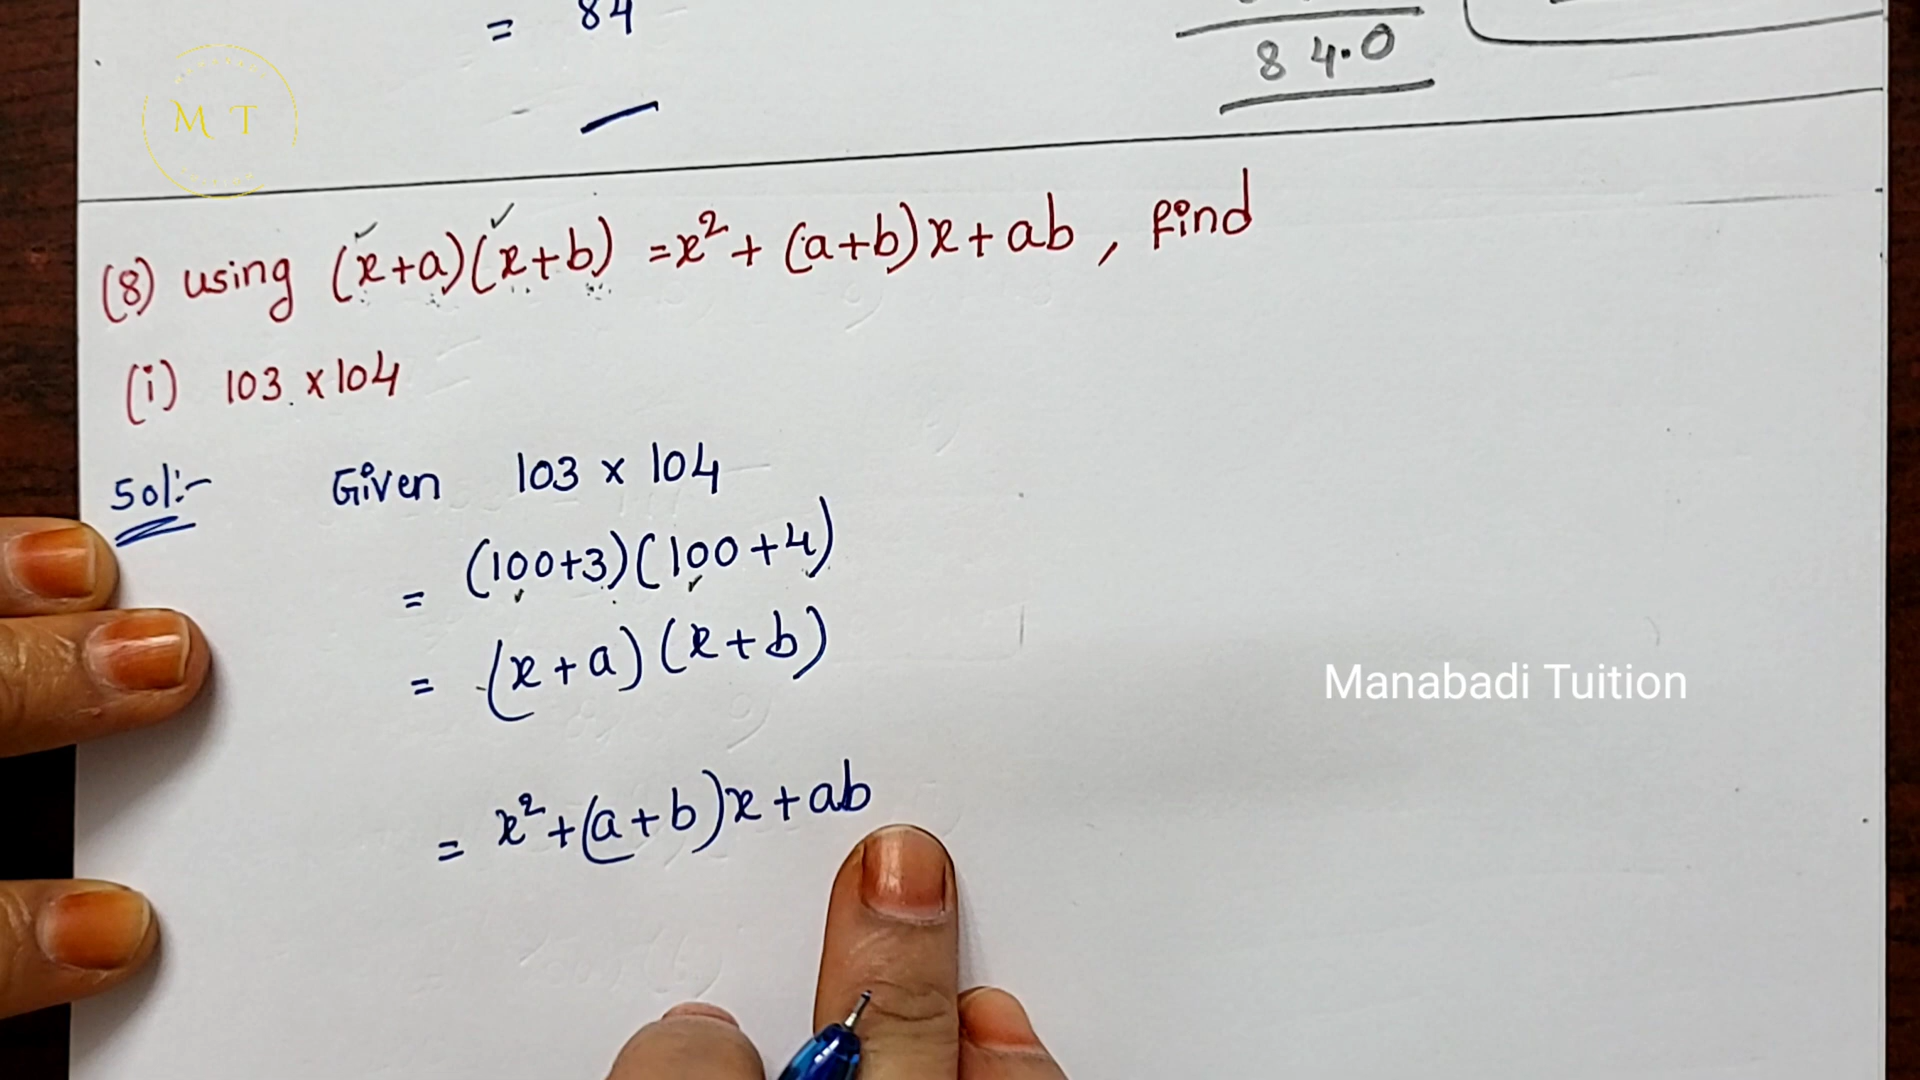 = 84
84.0
M T
(8) using (x+a)(x+b) = x² + (a+b)x + ab , find
(i) 103 × 104
Sol:- Given 103 × 104
= (100+3)(100+4)
= (x+a)(x+b)
Manabadi Tuition
= x²+(a+b)x+ab